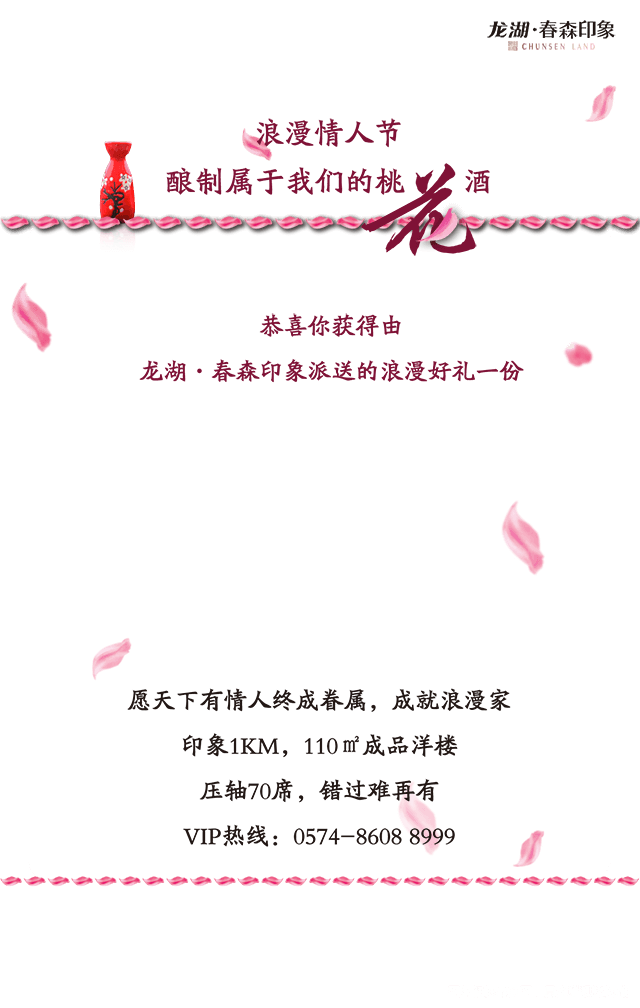 龙湖·春森印象
CHUNSEN LAND
浪漫情人节
酿制属于我们的桃花酒
恭喜你获得由
龙湖·春森印象派送的浪漫好礼一份
愿天下有情人终成眷属，成就浪漫家
印象1KM，110㎡成品洋楼
压轴70席，错过难再有
VIP热线：0574-8608 8999